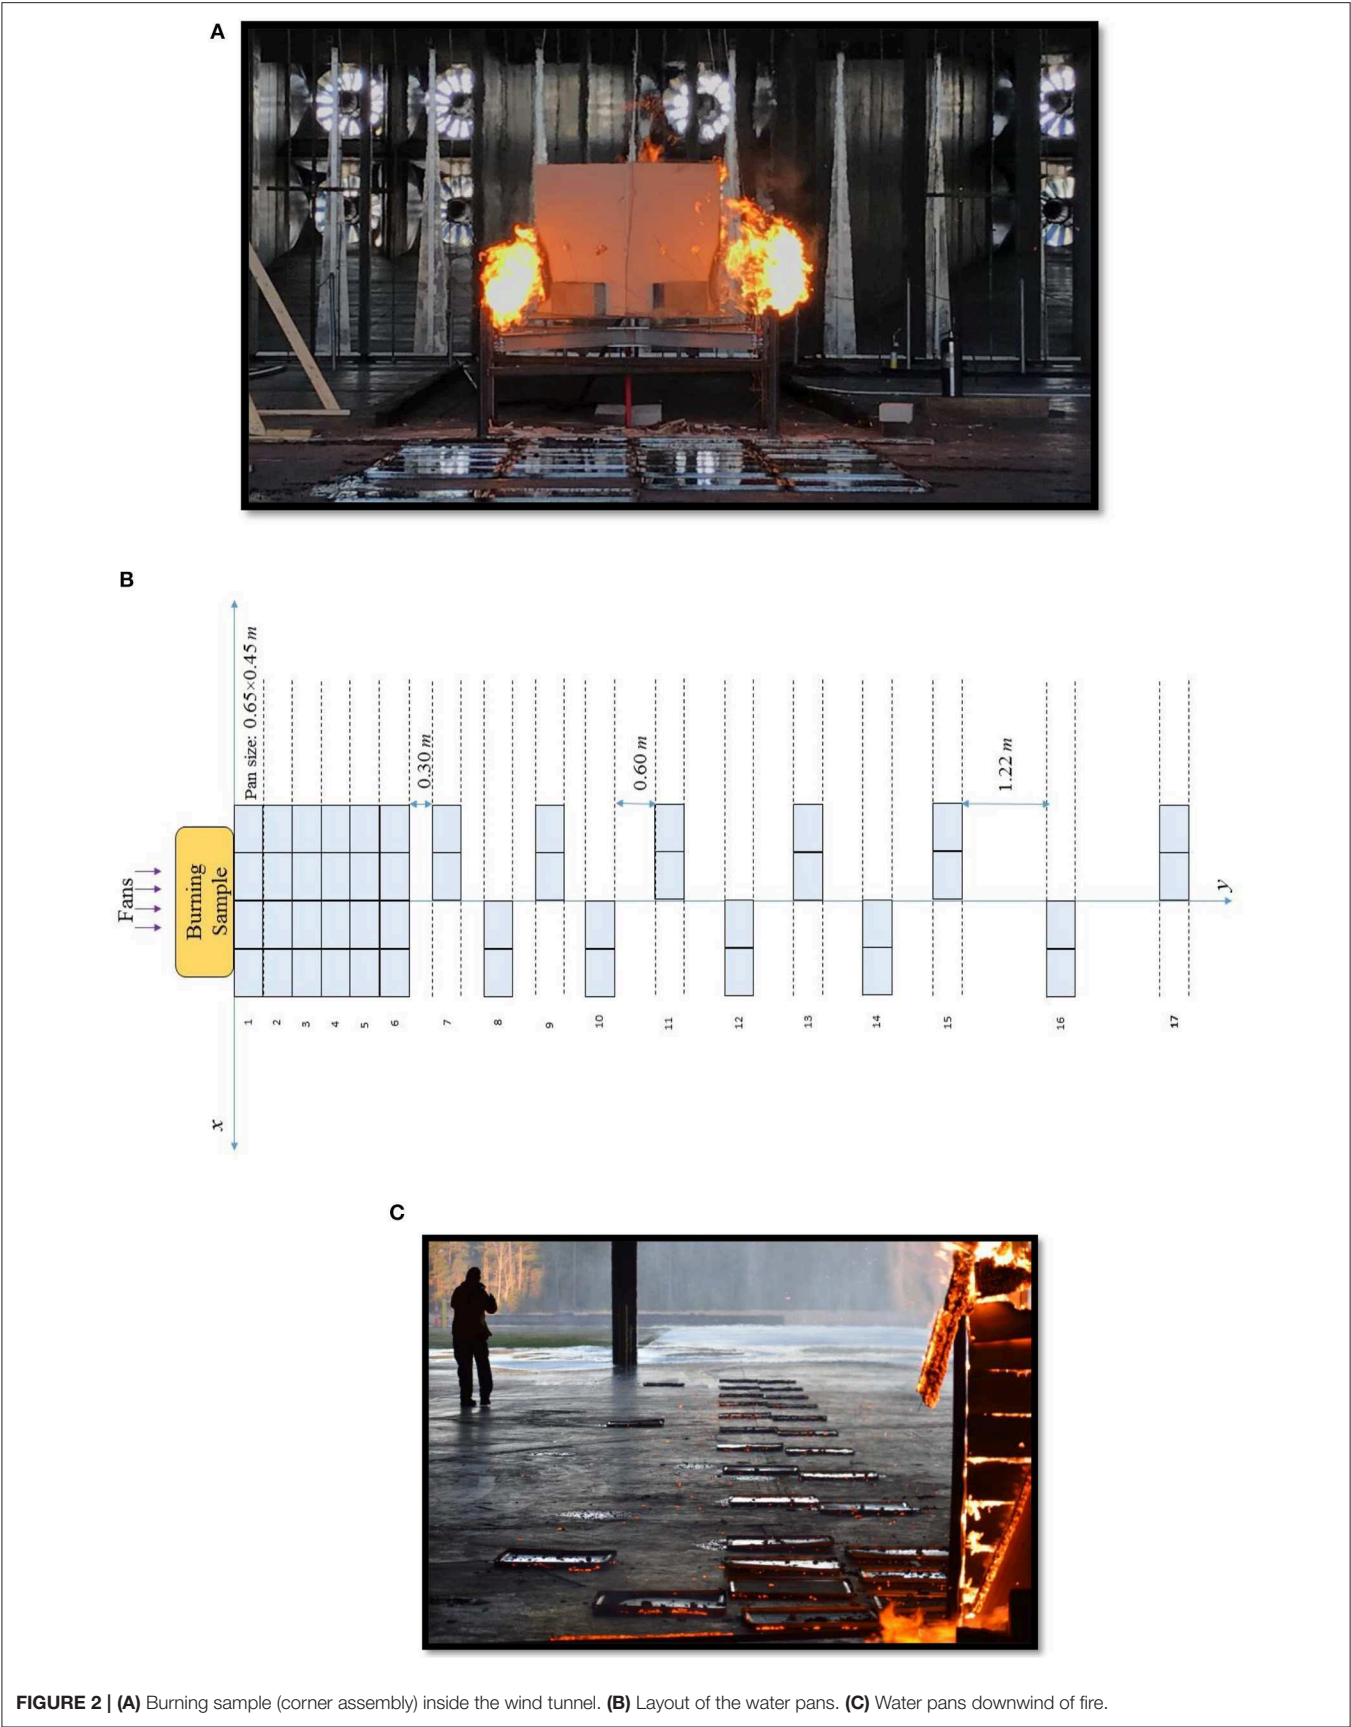 A
B
Pan size: 0.65×0.45 m
0.30 m
0.60 m
1.22 m
Fans
Burning
Sample
y
x
1
2
3
4
5
6
7
8
9
10
11
12
13
14
15
16
17
C
FIGURE 2 | (A) Burning sample (corner assembly) inside the wind tunnel. (B) Layout of the water pans. (C) Water pans downwind of fire.